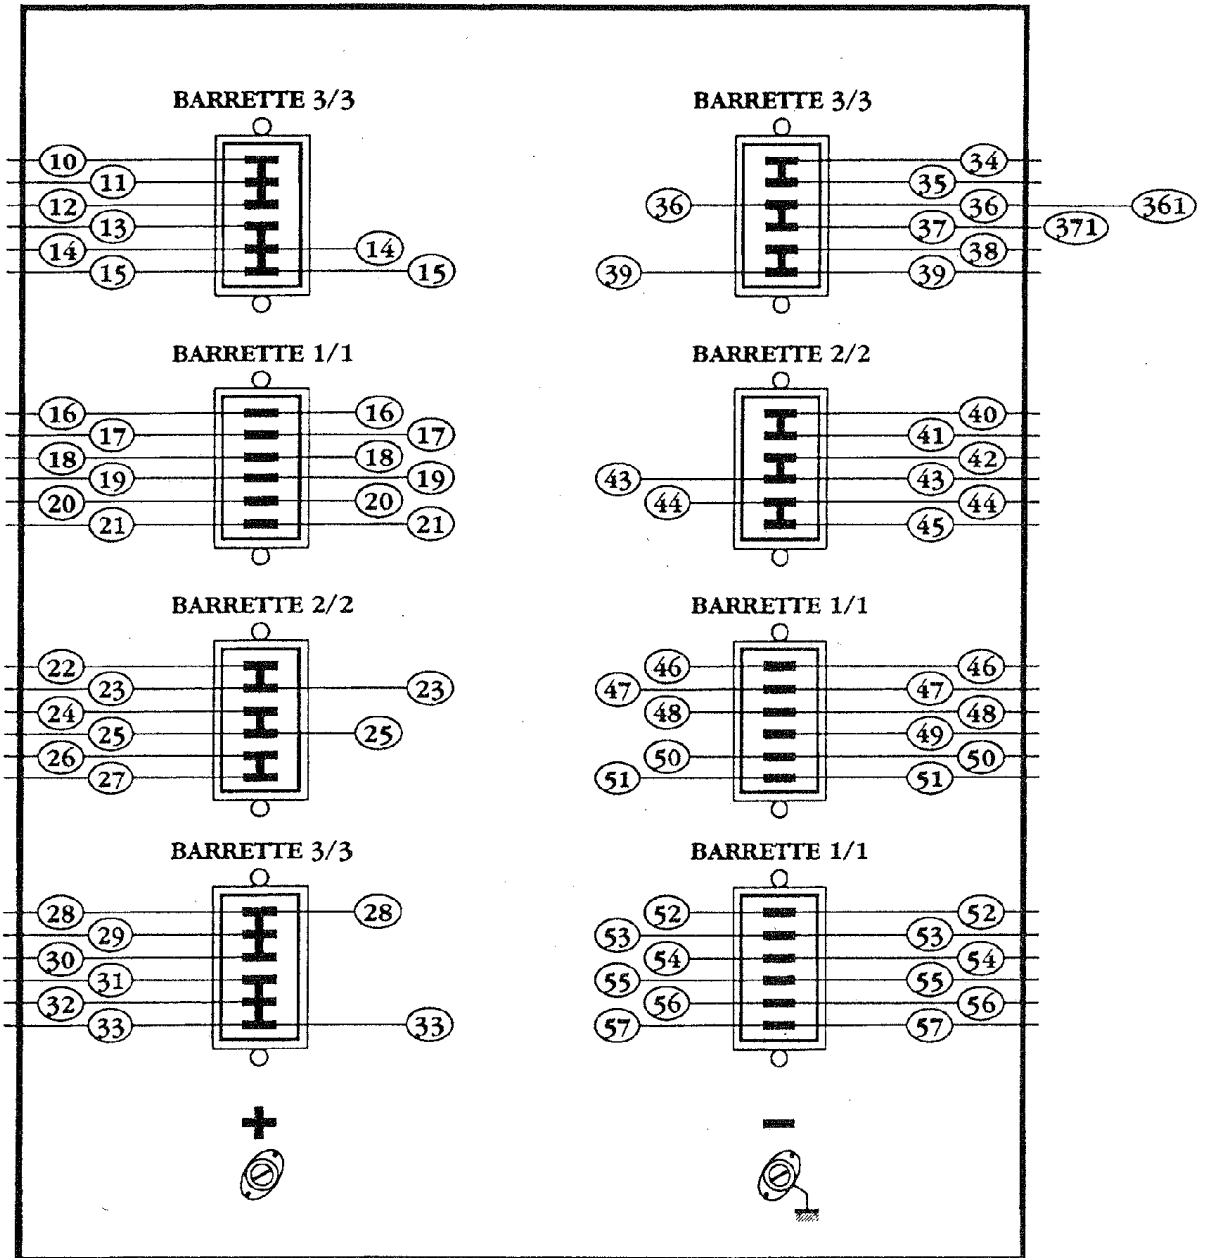 BARRETTE 3/3 BARRETTE 3/3
10 34
11 35
12 36 36 361
13 37 371
14 14 38
15 15 39 39
BARRETTE 1/1 BARRETTE 2/2
16 16 40
17 17 41
18 18 42
19 19 43 43
20 20 44 44
21 21 45
BARRETTE 2/2 BARRETTE 1/1
22 46 46
23 23 47 47
24 48 48
25 25 49
26 50 50
27 51 51
BARRETTE 3/3 BARRETTE 1/1
28 28 52 52
29 53 53
30 54 54
31 55 55
32 56 56
33 33 57 57
+ −